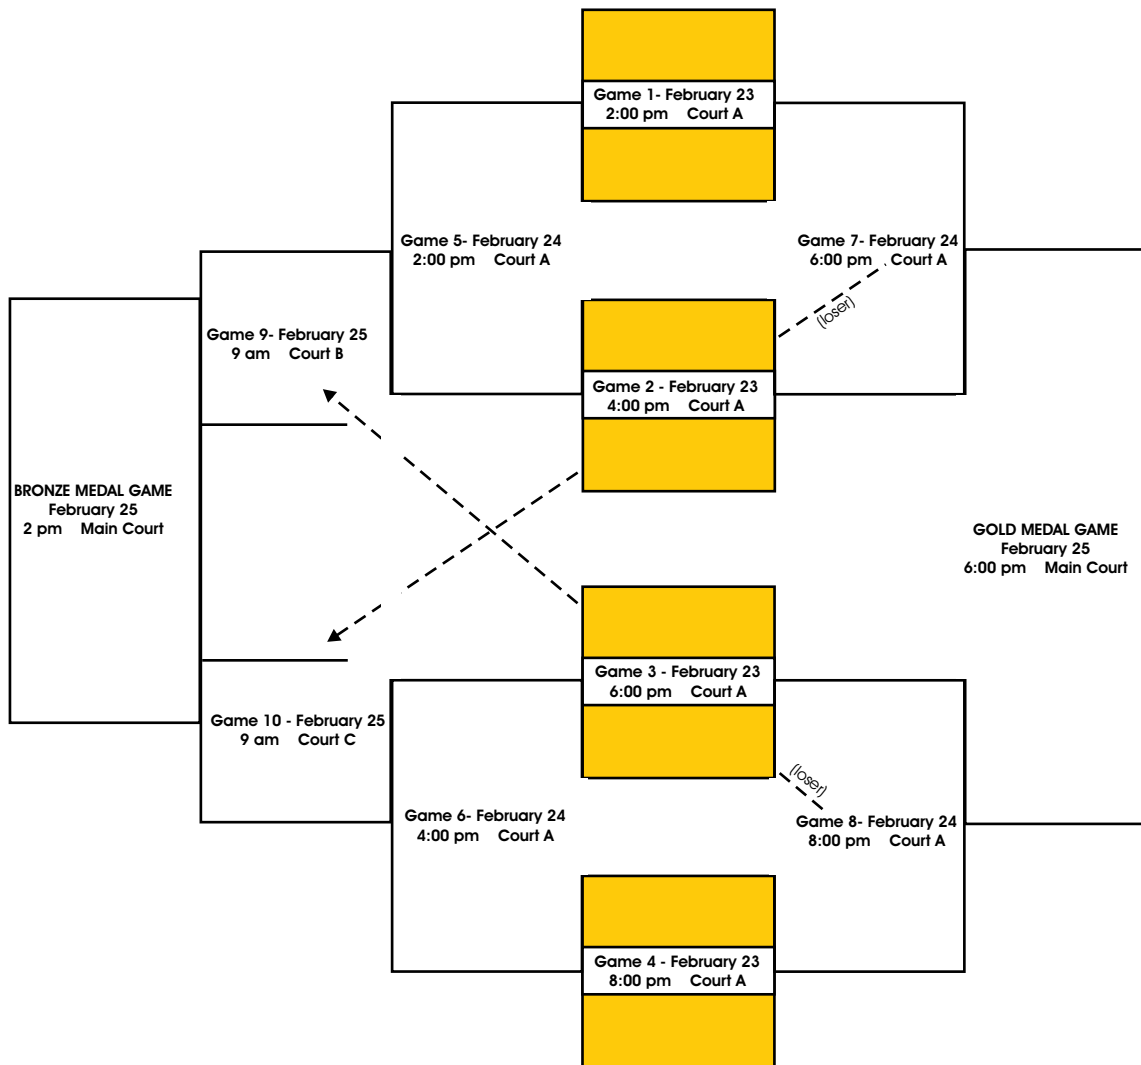 Game 1- February 23
2:00 pm Court A
Game 5- February 24
2:00 pm Court A
Game 7- February 24
6:00 pm Court A
(loser)
Game 9- February 25
9 am Court B
Game 2 - February 23
4:00 pm Court A
BRONZE MEDAL GAME
February 25
2 pm Main Court
GOLD MEDAL GAME
February 25
6:00 pm Main Court
Game 3 - February 23
6:00 pm Court A
Game 10 - February 25
9 am Court C
(loser)
Game 6- February 24
4:00 pm Court A
Game 8- February 24
8:00 pm Court A
Game 4 - February 23
8:00 pm Court A